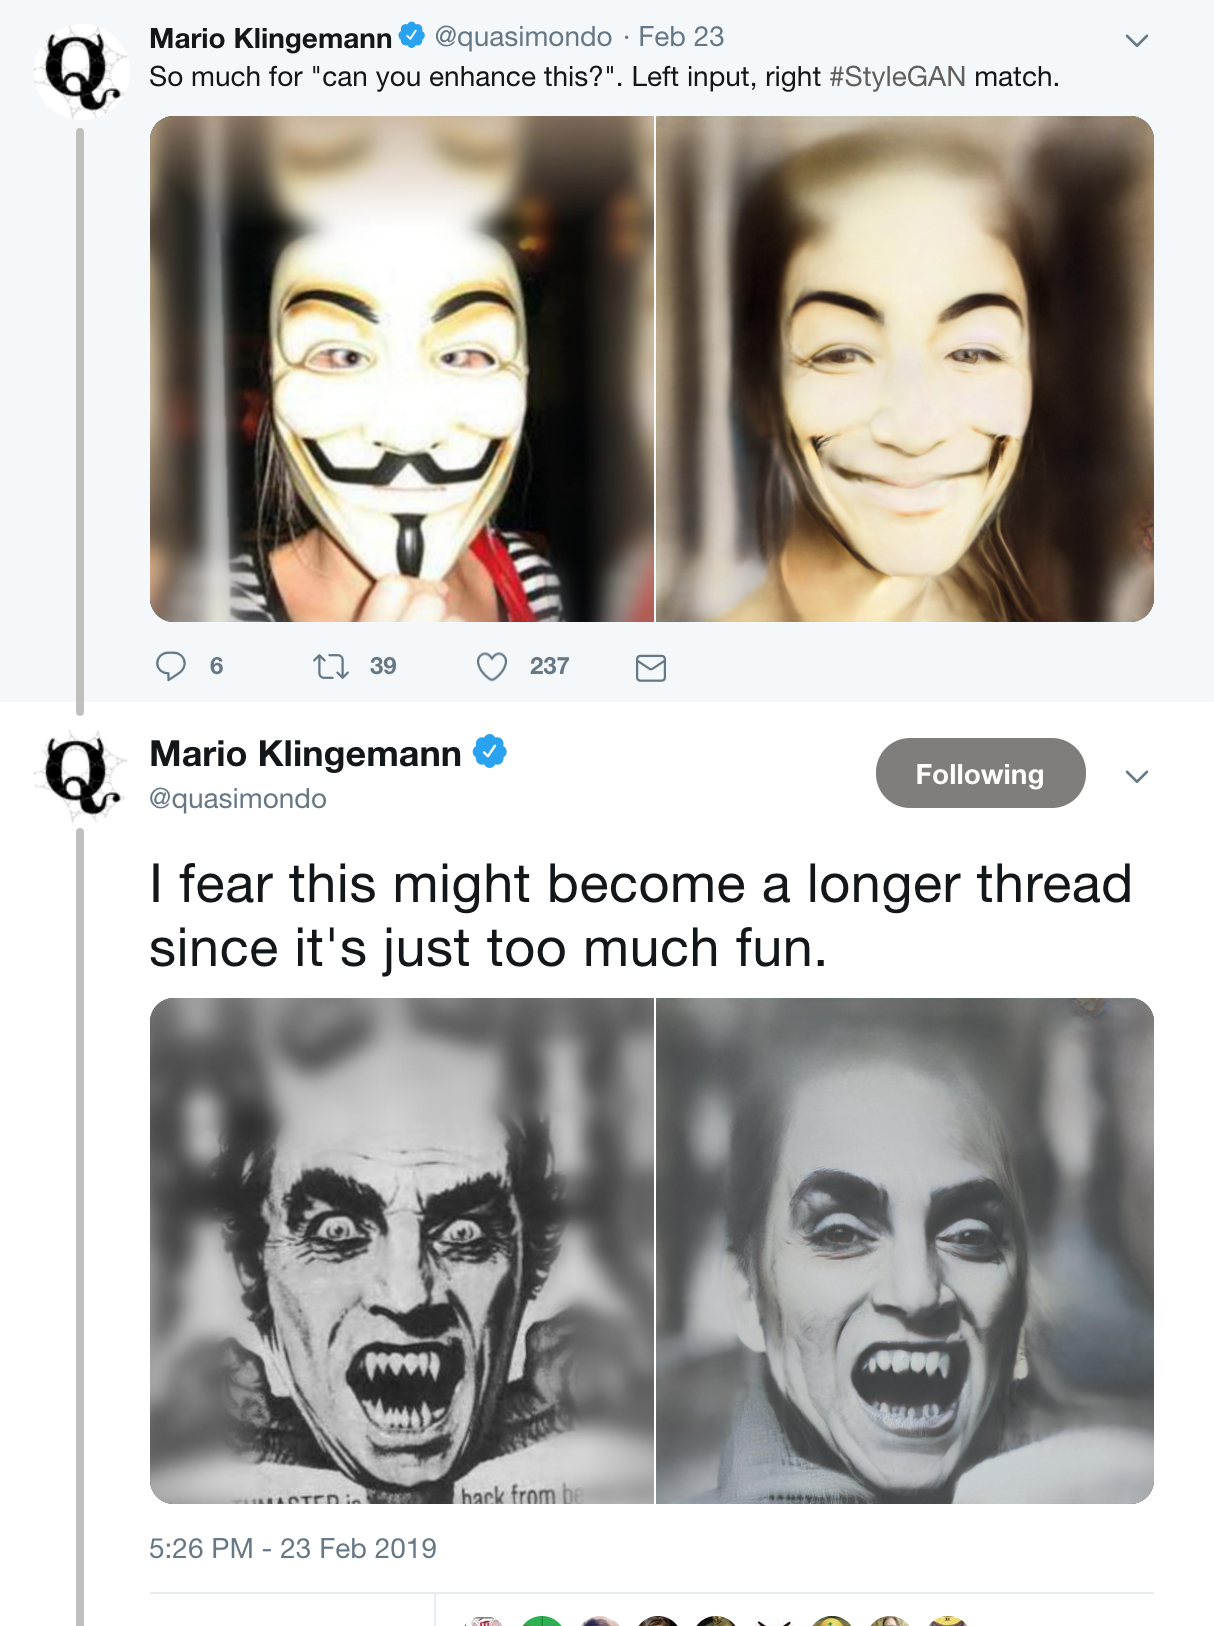 Mario Klingemann @quasimondo · Feb 23
So much for "can you enhance this?". Left input, right #StyleGAN match.
6 39 237
Mario Klingemann
@quasimondo
Following
I fear this might become a longer thread
since it's just too much fun.
back from be
5:26 PM - 23 Feb 2019